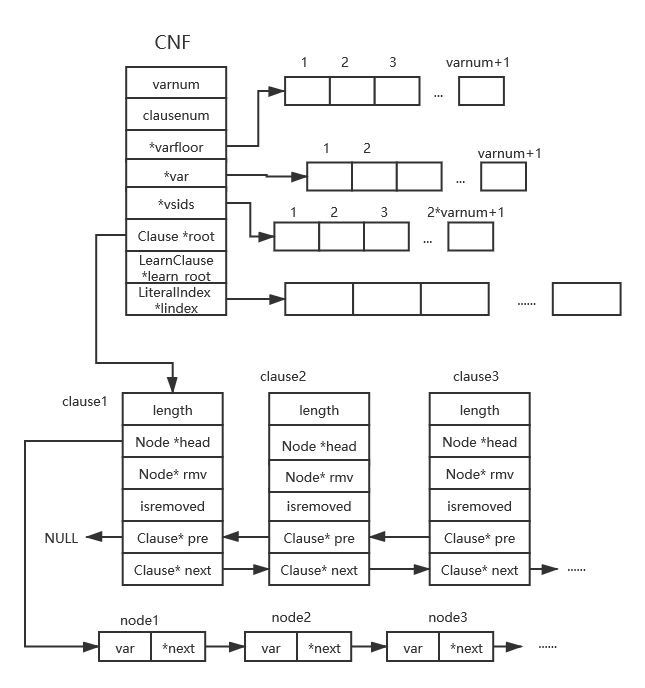 CNF
1 2 3 ... varnum+1
varnum
clausenum
*varfloor
1 2 ... varnum+1
*var
*vsids
1 2 3 ... 2*varnum+1
Clause *root
LearnClause
*learn_root
LiteralIndex
*lindex
......
clause1 clause2 clause3
length length length
Node *head Node *head Node *head
Node* rmv Node* rmv Node* rmv
isremoved isremoved isremoved
NULL Clause* pre Clause* pre Clause* pre
Clause* next Clause* next Clause* next ......
node1 node2 node3
var *next var *next var *next ......